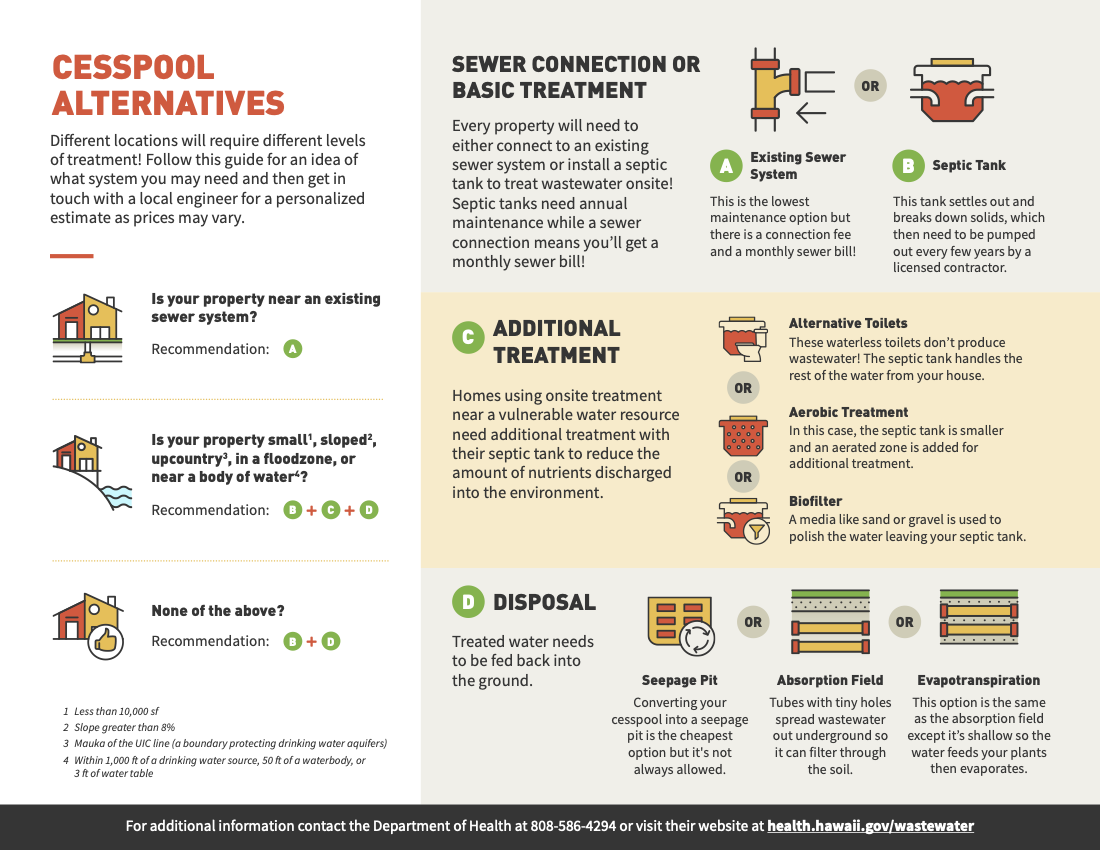 CESSPOOL
ALTERNATIVES
Different locations will require different levels
of treatment! Follow this guide for an idea of
what system you may need and then get in
touch with a local engineer for a personalized
estimate as prices may vary.
Is your property near an existing
sewer system?
Recommendation: A
Is your property small¹, sloped²,
upcountry³, in a floodzone, or
near a body of water⁴?
Recommendation: B + C + D
None of the above?
Recommendation: B + D
1 Less than 10,000 sf
2 Slope greater than 8%
3 Mauka of the UIC line (a boundary protecting drinking water aquifers)
4 Within 1,000 ft of a drinking water source, 50 ft of a waterbody, or
3 ft of water table
SEWER CONNECTION OR
BASIC TREATMENT
Every property will need to
either connect to an existing
sewer system or install a septic
tank to treat wastewater onsite!
Septic tanks need annual
maintenance while a sewer
connection means you'll get a
monthly sewer bill!
OR
A Existing Sewer
System
This is the lowest
maintenance option but
there is a connection fee
and a monthly sewer bill!
B Septic Tank
This tank settles out and
breaks down solids, which
then need to be pumped
out every few years by a
licensed contractor.
C ADDITIONAL
TREATMENT
Homes using onsite treatment
near a vulnerable water resource
need additional treatment with
their septic tank to reduce the
amount of nutrients discharged
into the environment.
Alternative Toilets
These waterless toilets don't produce
wastewater! The septic tank handles the
rest of the water from your house.
OR
Aerobic Treatment
In this case, the septic tank is smaller
and an aerated zone is added for
additional treatment.
OR
Biofilter
A media like sand or gravel is used to
polish the water leaving your septic tank.
D DISPOSAL
Treated water needs
to be fed back into
the ground.
OR
OR
Seepage Pit
Converting your
cesspool into a seepage
pit is the cheapest
option but it's not
always allowed.
Absorption Field
Tubes with tiny holes
spread wastewater
out underground so
it can filter through
the soil.
Evapotranspiration
This option is the same
as the absorption field
except it's shallow so the
water feeds your plants
then evaporates.
For additional information contact the Department of Health at 808-586-4294 or visit their website at health.hawaii.gov/wastewater